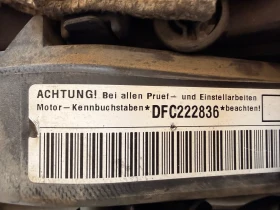 ACHTUNG! Bei allen Pruef- und Einstellarbeiten
Motor-Kennbuchstaben*DFC222836*beachten!